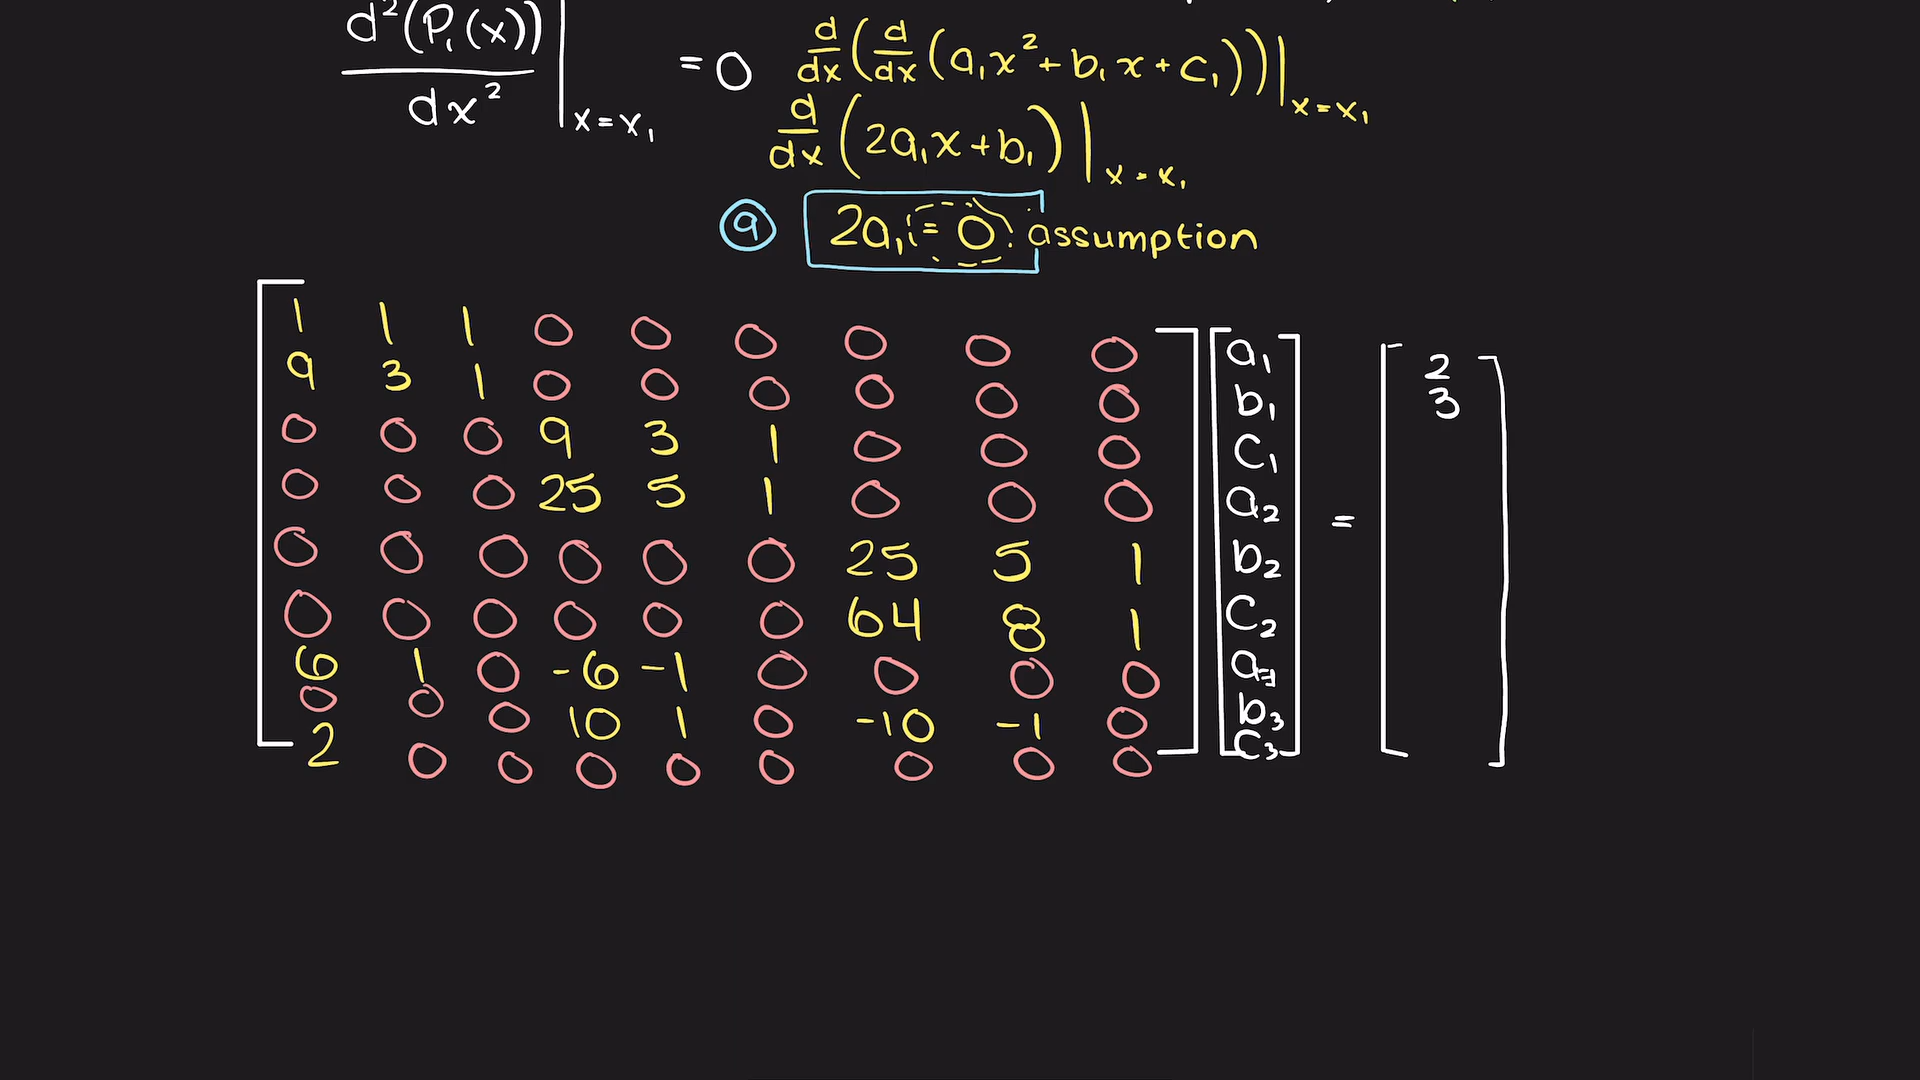 d²(P₁(x))
dx²
x=x₁
=0
d/dx(d/dx(a₁x²+b₁x+c₁))|x=x₁
d/dx(2a₁x+b₁)|x=x₁
9 2a₁=0 assumption
1 1 1 0 0 0 0 0 0 a₁ 2
9 3 1 0 0 0 0 0 0 b₁ 3
0 0 0 9 3 1 0 0 0 c₁
0 0 0 25 5 1 0 0 0 a₂ =
0 0 0 0 0 0 25 5 1 b₂
0 0 0 0 0 0 64 8 1 c₂
6 1 0 -6 -1 0 0 0 0 a₃
0 0 0 10 1 0 -10 -1 0 b₃
2 0 0 0 0 0 0 0 0 c₃